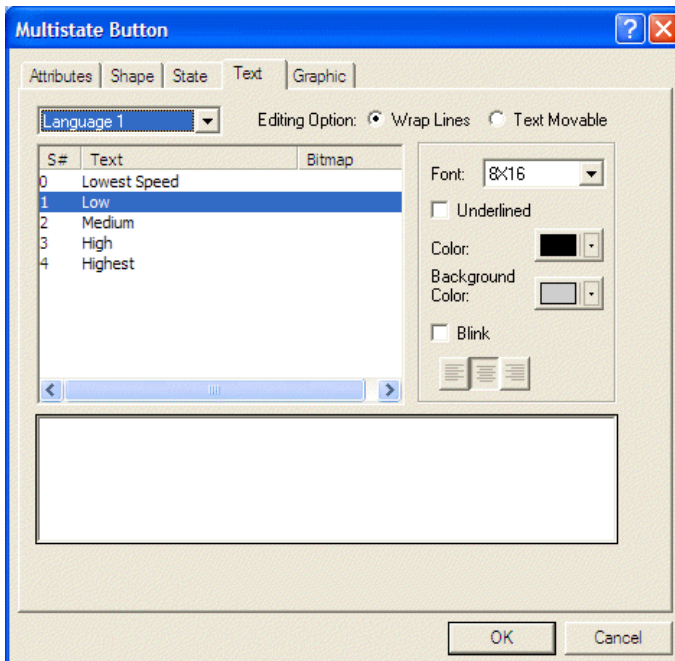 Multistate Button
Attributes Shape State Text Graphic
Language 1 Editing Option: Wrap Lines Text Movable
S# Text Bitmap
0 Lowest Speed
1 Low
2 Medium
3 High
4 Highest
Font: 8X16
Underlined
Color:
Background
Color:
Blink
OK Cancel